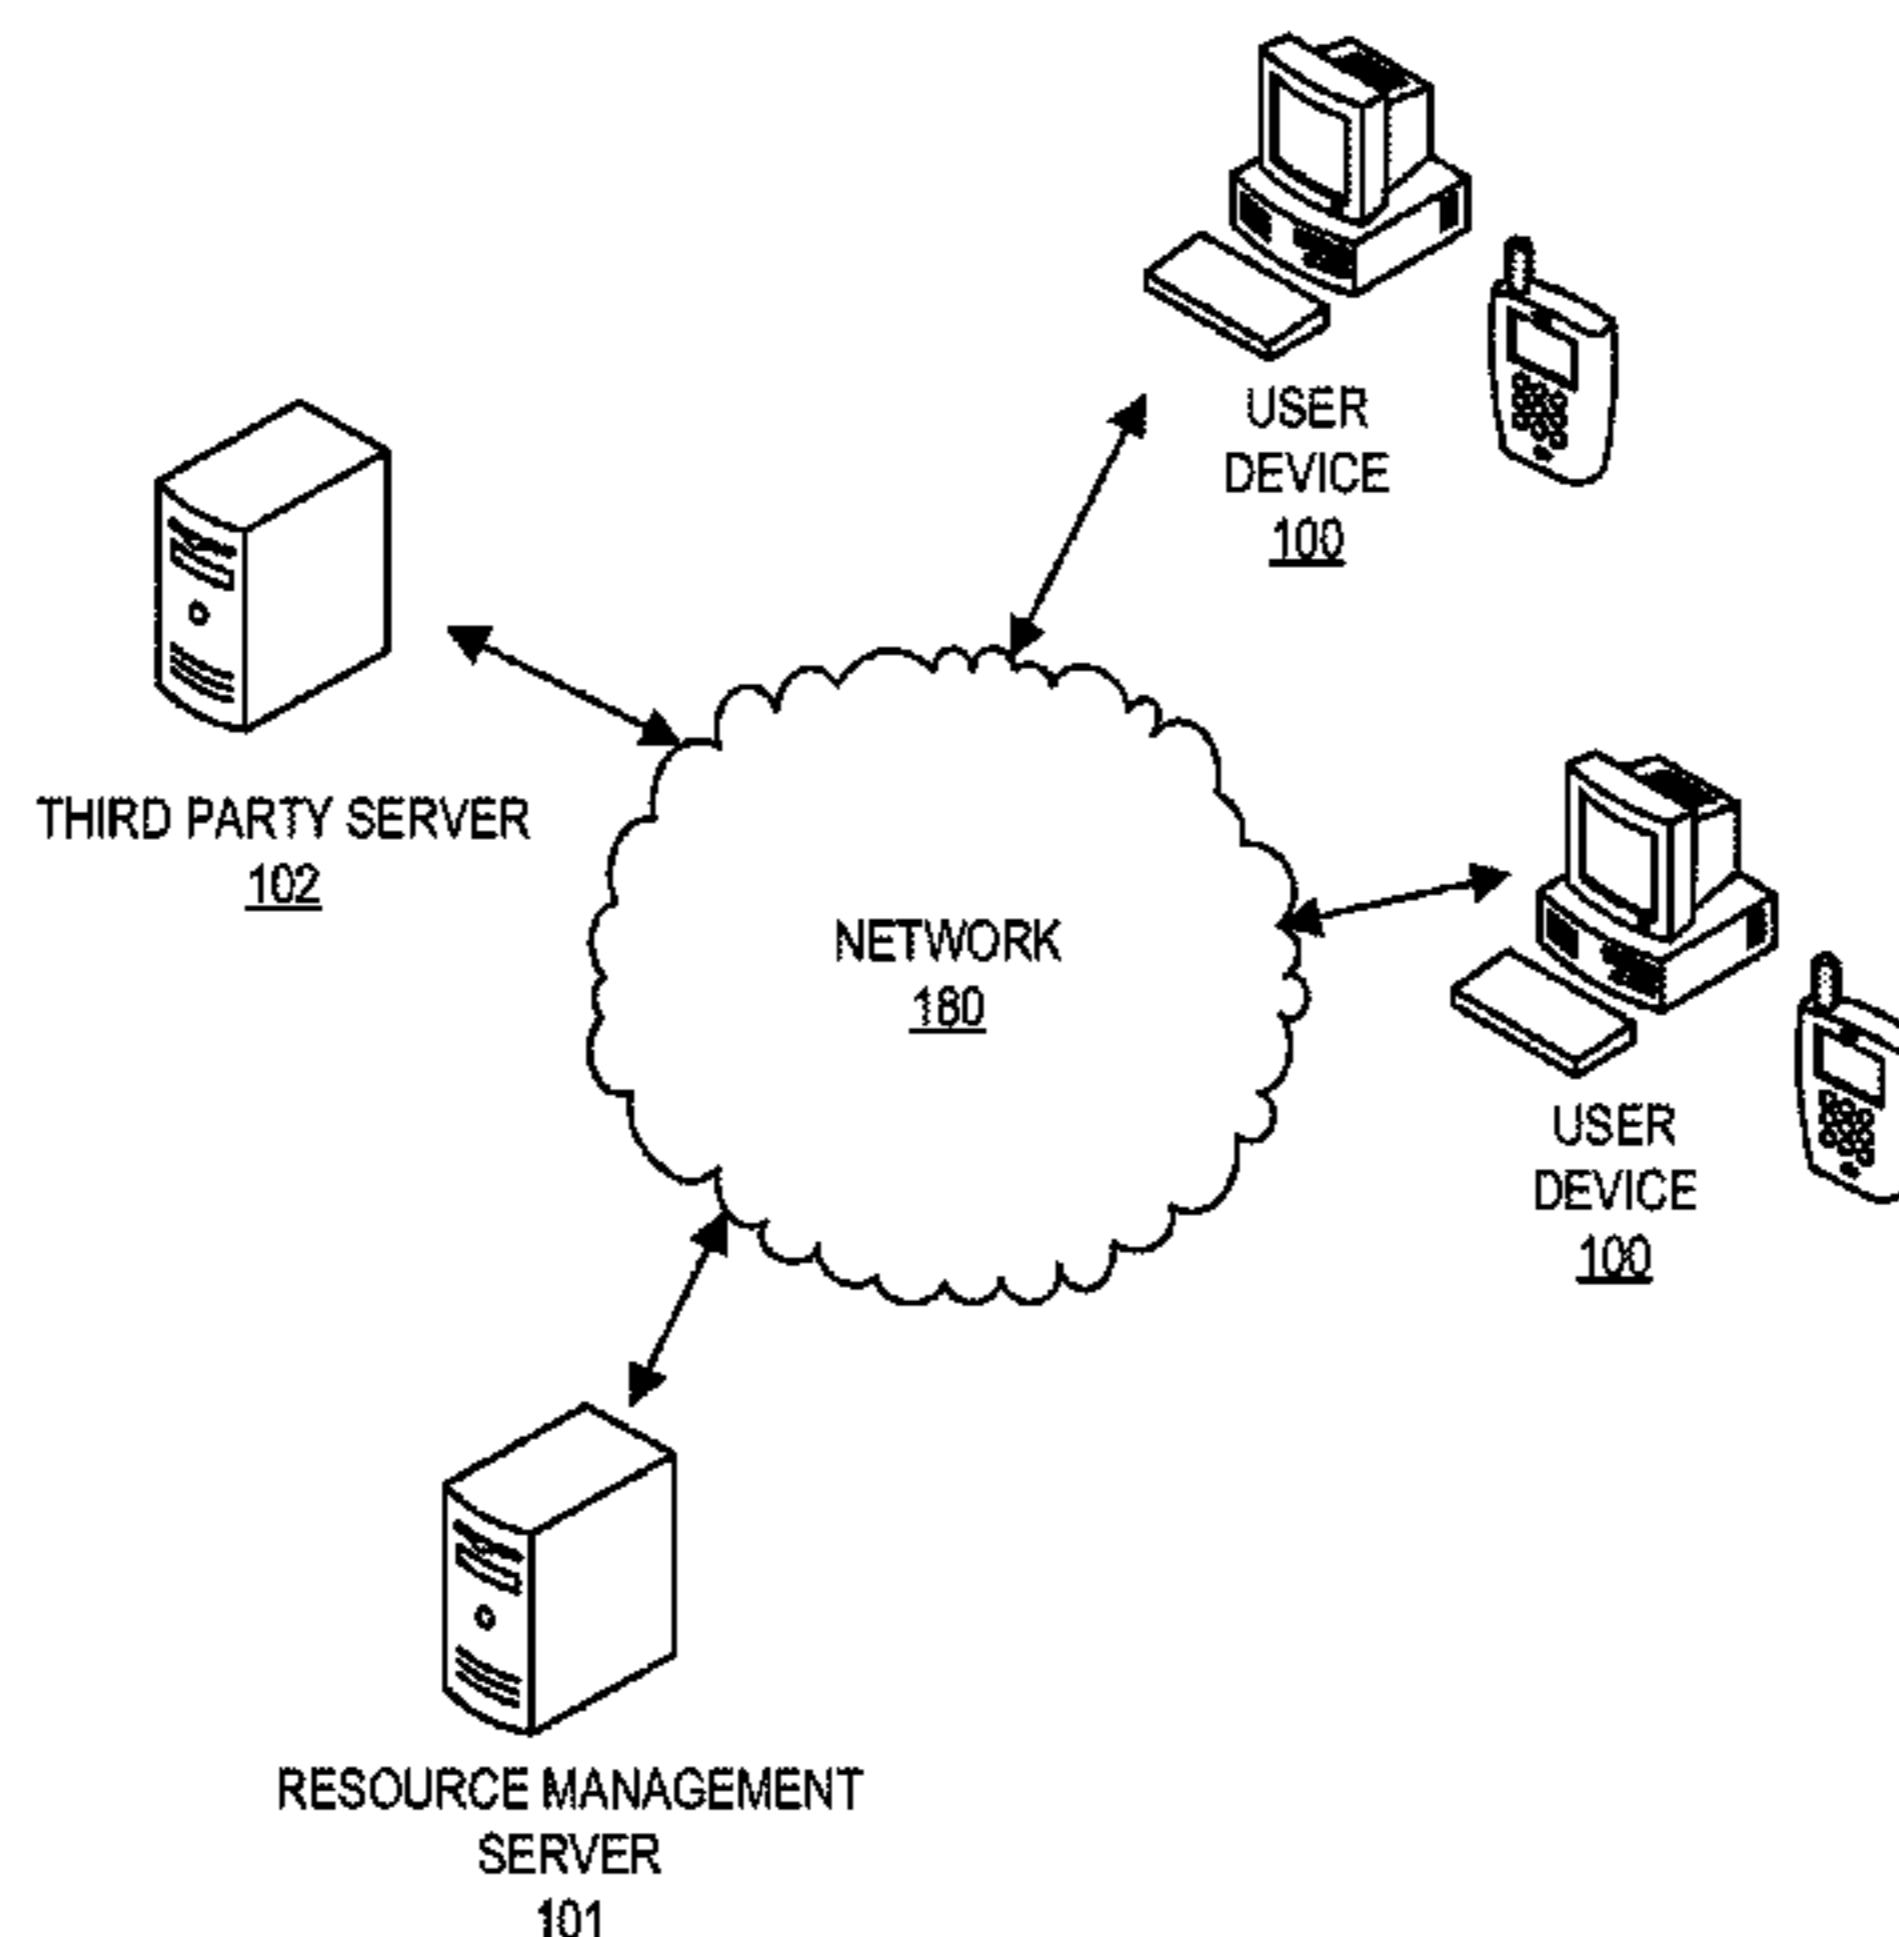 USER
DEVICE
100
THIRD PARTY SERVER
102
NETWORK
180
USER
DEVICE
100
RESOURCE MANAGEMENT
SERVER
101